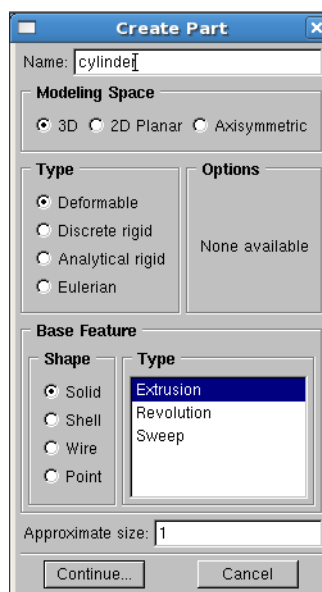 Create Part
Name: cylinder
Modeling Space
3D 2D Planar Axisymmetric
Type
Deformable
Discrete rigid
Analytical rigid
Eulerian
Options
None available
Base Feature
Shape
Solid
Shell
Wire
Point
Type
Extrusion
Revolution
Sweep
Approximate size: 1
Continue... Cancel